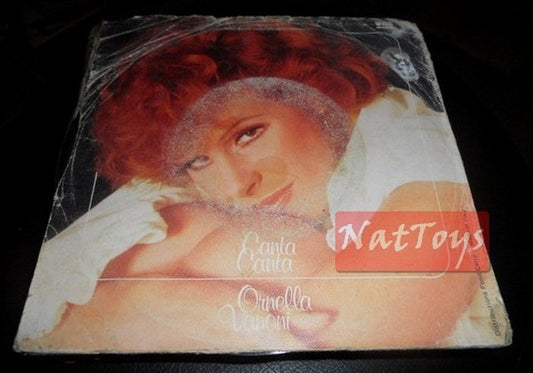 Canta
Canta
NatToys
Ornella
Vanoni